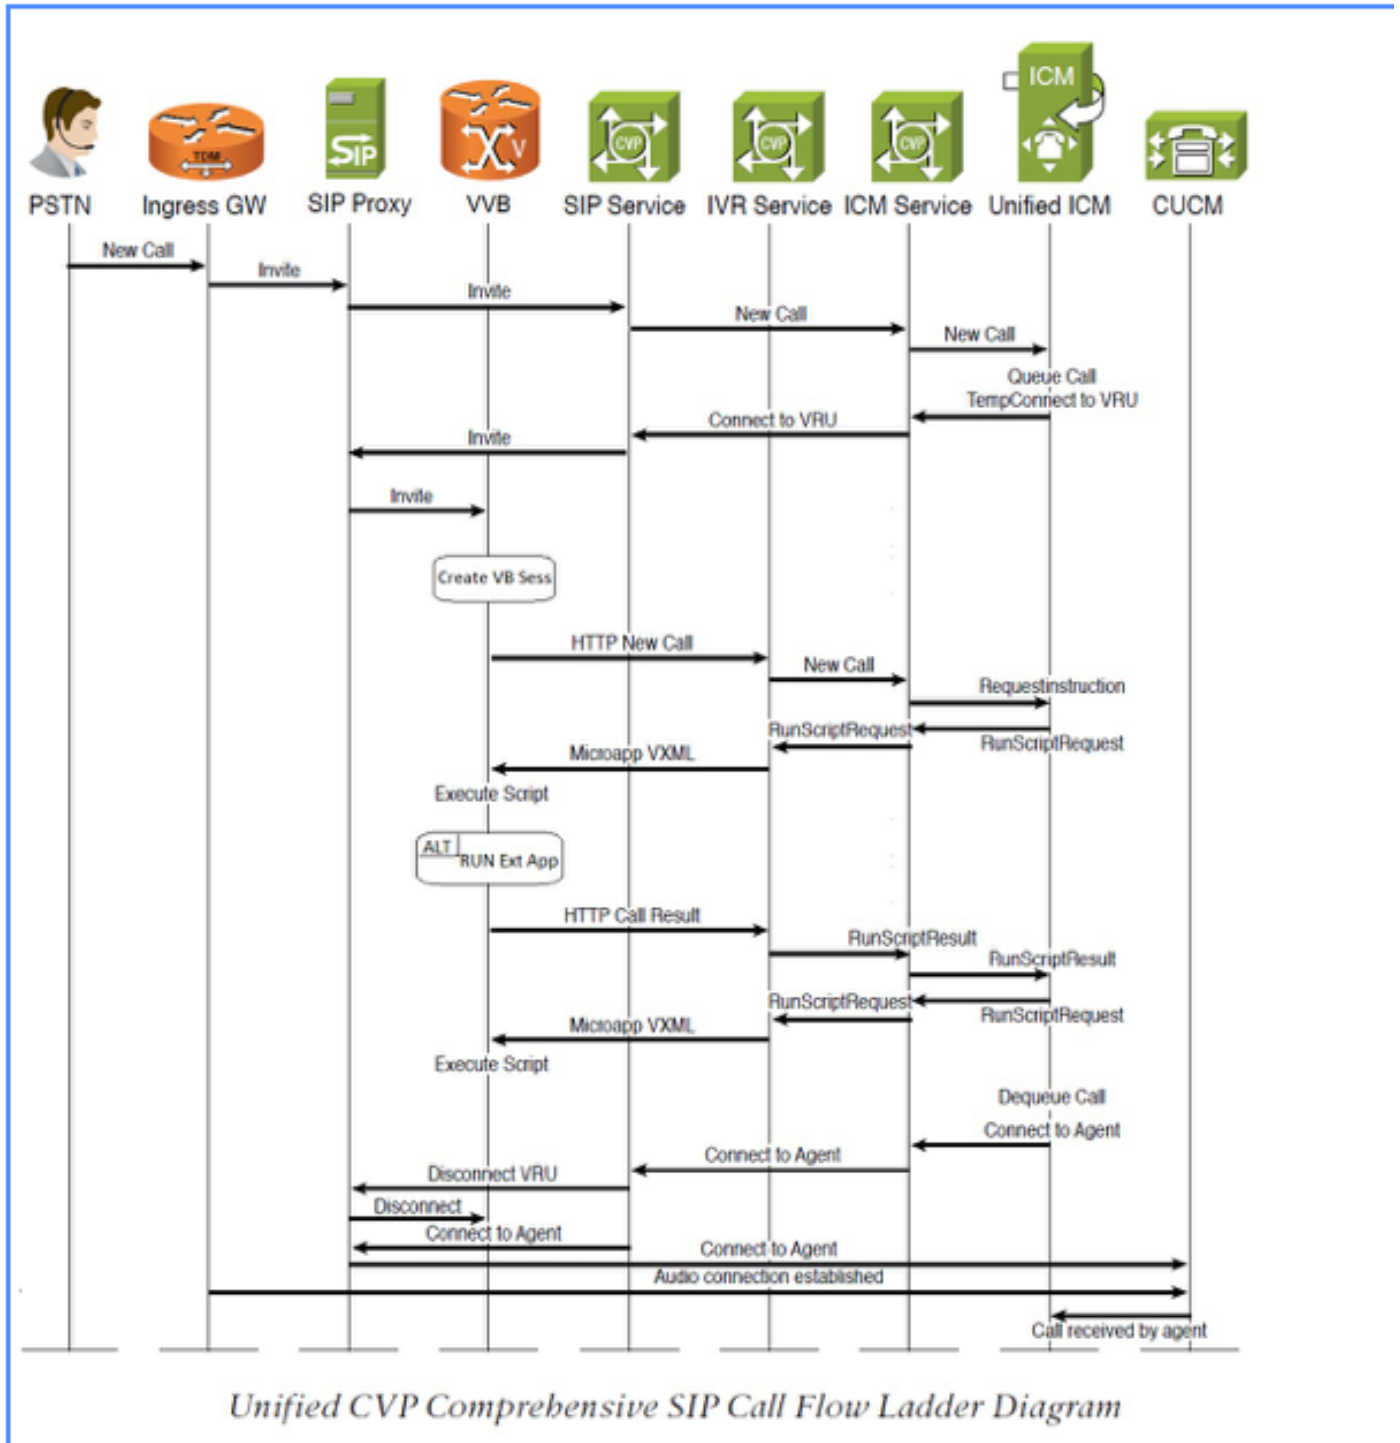 ICM
TDM
SIP
V
CVP
CVP
CVP
PSTN
Ingress GW
SIP Proxy
VVB
SIP Service
IVR Service
ICM Service
Unified ICM
CUCM
New Call
Invite
Invite
New Call
New Call
Queue Call
TempConnect to VRU
Connect to VRU
Invite
Invite
Create VB Sess
HTTP New Call
New Call
Requestinstruction
RunScriptRequest
RunScriptRequest
Microapp VXML
Execute Script
ALT
RUN Ext App
HTTP Call Result
RunScriptResult
RunScriptResult
RunScriptRequest
RunScriptRequest
Microapp VXML
Execute Script
Dequeue Call
Connect to Agent
Connect to Agent
Disconnect VRU
Disconnect
Connect to Agent
Connect to Agent
Audio connection established
Call received by agent
Unified CVP Comprehensive SIP Call Flow Ladder Diagram